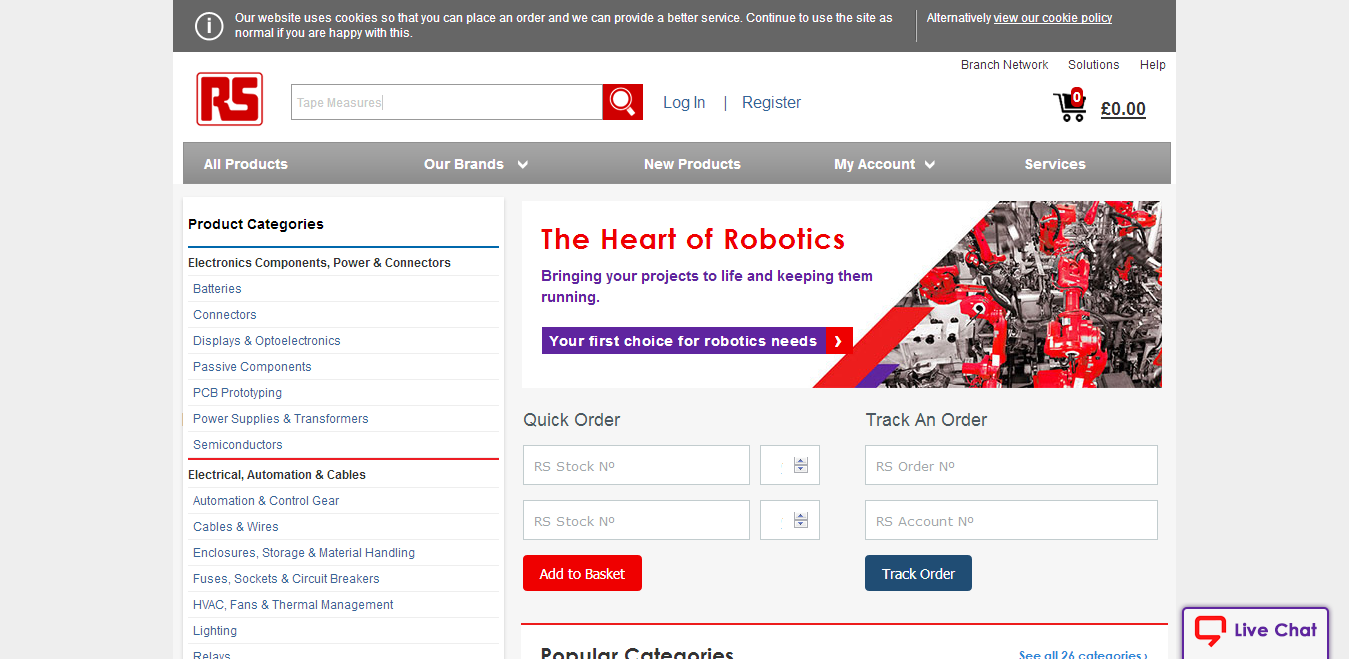 Our website uses cookies so that you can place an order and we can provide a better service. Continue to use the site as
normal if you are happy with this.
Alternatively view our cookie policy
Branch Network
Solutions
Help
RS
Tape Measures
Log In | Register
0
£0.00
All Products
Our Brands
New Products
My Account
Services
Product Categories
Electronics Components, Power & Connectors
Batteries
Connectors
Displays & Optoelectronics
Passive Components
PCB Prototyping
Power Supplies & Transformers
Semiconductors
Electrical, Automation & Cables
Automation & Control Gear
Cables & Wires
Enclosures, Storage & Material Handling
Fuses, Sockets & Circuit Breakers
HVAC, Fans & Thermal Management
Lighting
Relays
The Heart of Robotics
Bringing your projects to life and keeping them
running.
Your first choice for robotics needs ›
Quick Order
RS Stock Nº
RS Stock Nº
Add to Basket
Track An Order
RS Order Nº
RS Account Nº
Track Order
Popular Categories
See all 26 categories ›
Live Chat